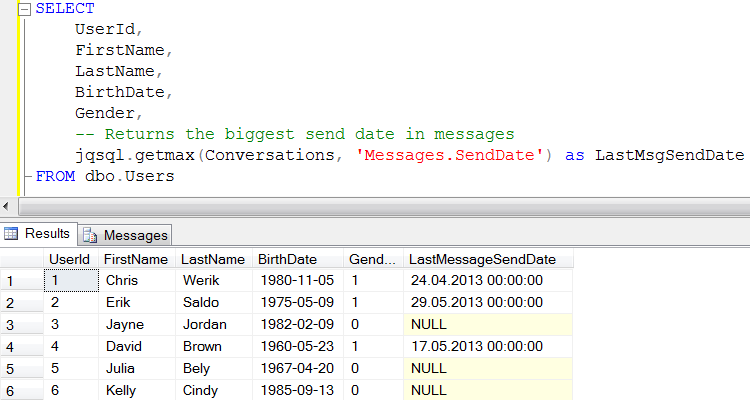 SELECT
UserId,
FirstName,
LastName,
BirthDate,
Gender,
-- Returns the biggest send date in messages
jqsql.getmax(Conversations, 'Messages.SendDate') as LastMsgSendDate
FROM dbo.Users
Results Messages
UserId FirstName LastName BirthDate Gend... LastMessageSendDate
1 1 Chris Werik 1980-11-05 1 24.04.2013 00:00:00
2 2 Erik Saldo 1975-05-09 1 29.05.2013 00:00:00
3 3 Jayne Jordan 1982-02-09 0 NULL
4 4 David Brown 1960-05-23 1 17.05.2013 00:00:00
5 5 Julia Bely 1967-04-20 0 NULL
6 6 Kelly Cindy 1985-09-13 0 NULL